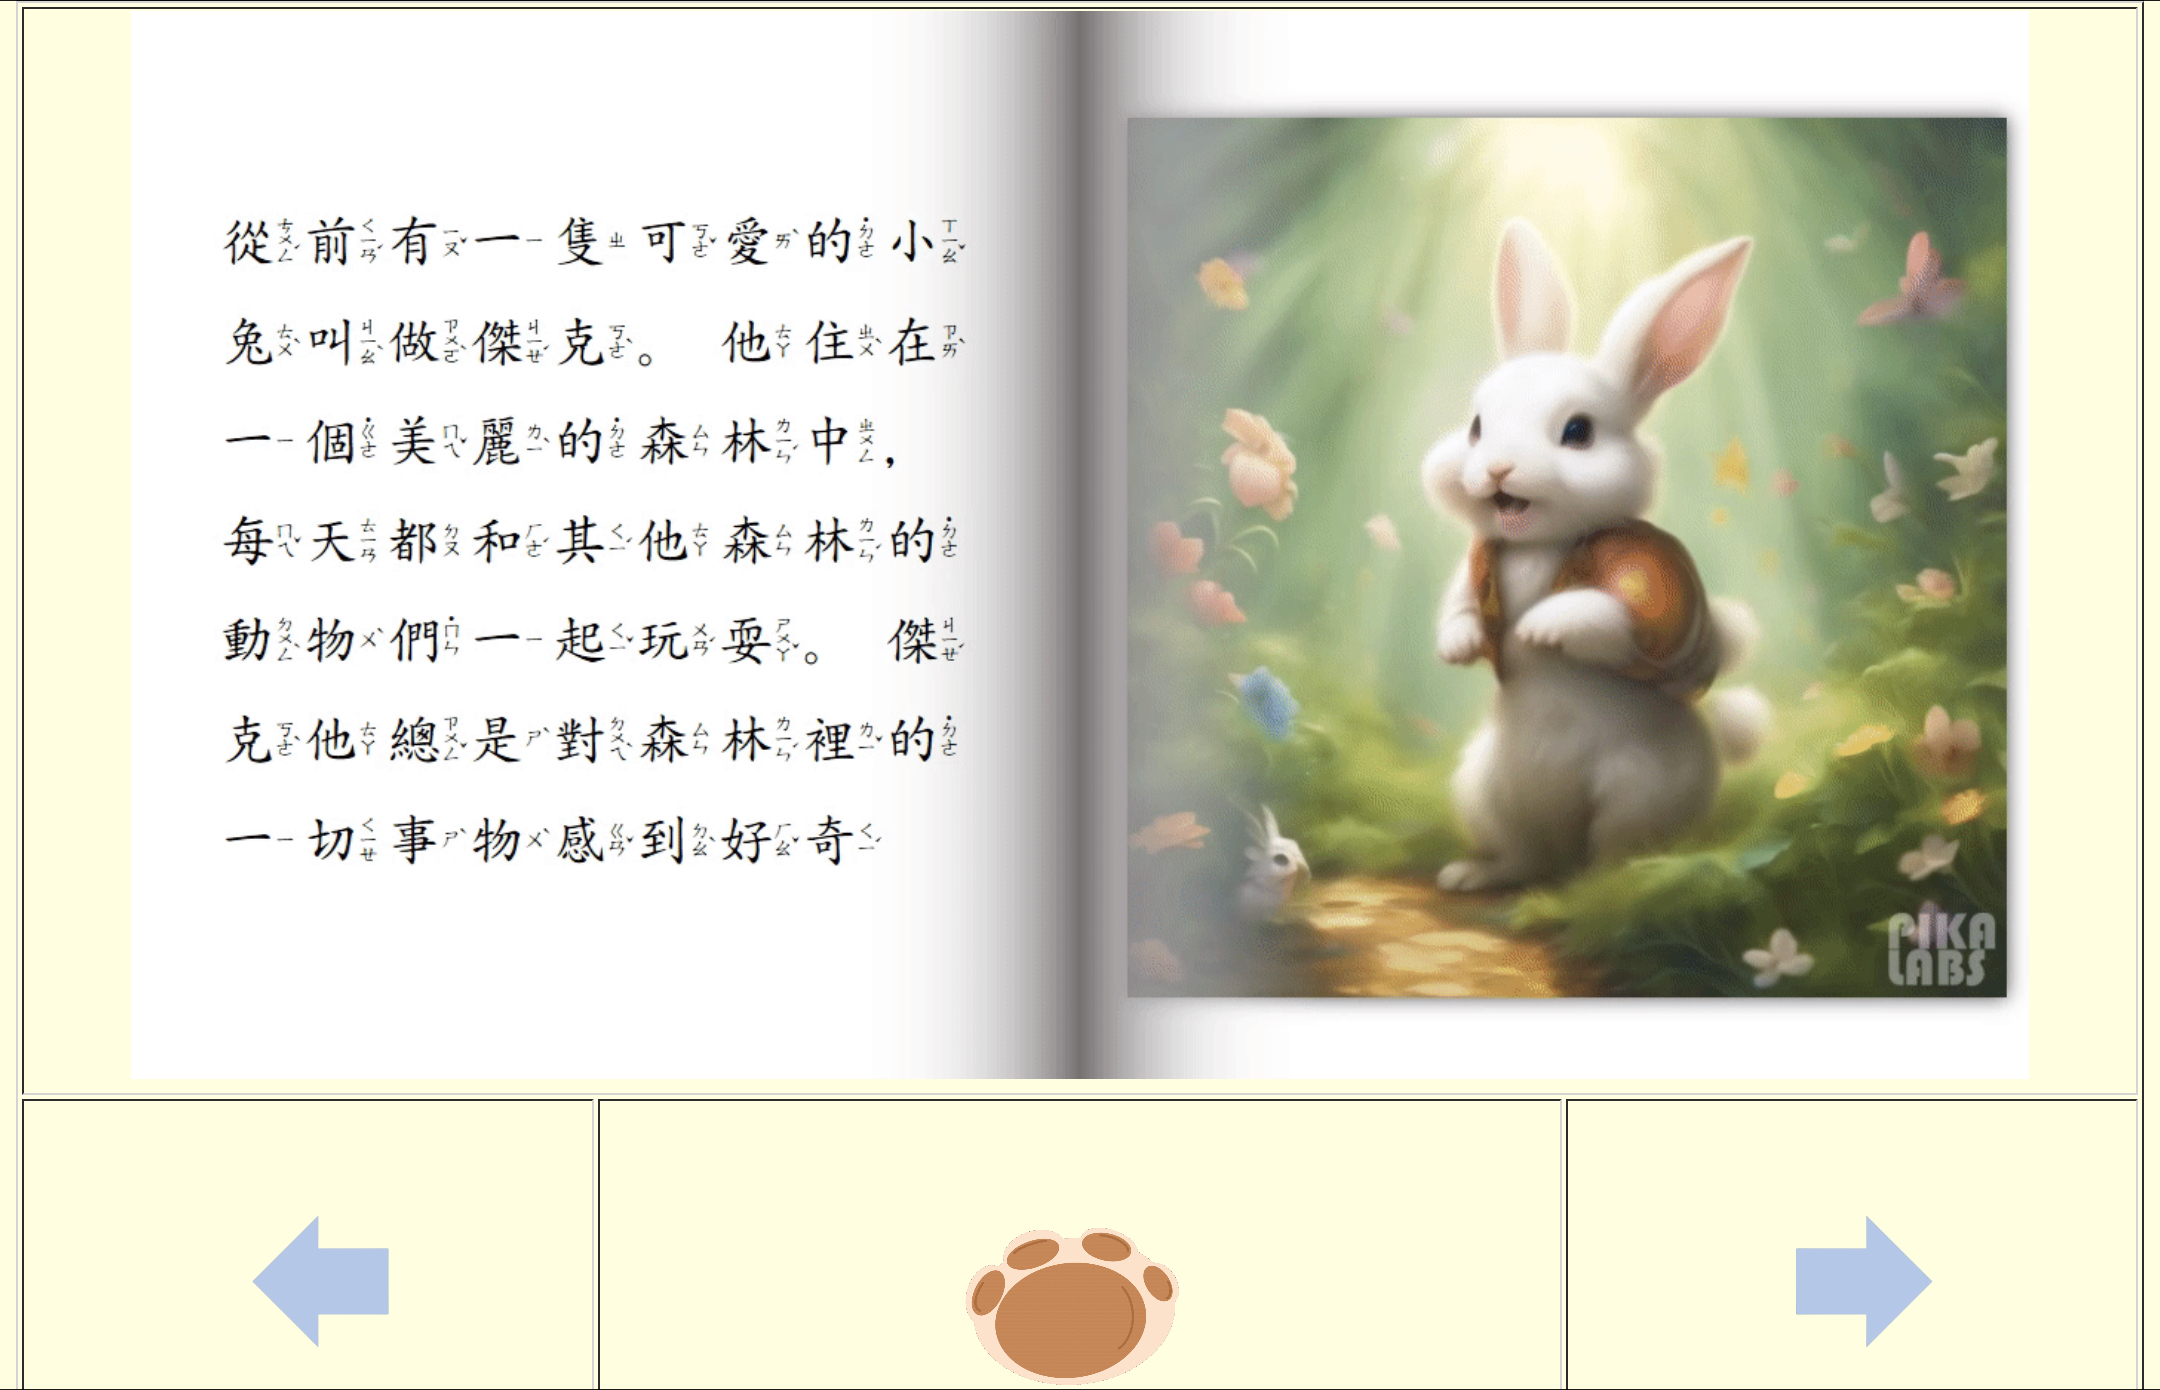 從前有一隻可愛的小
兔叫做傑克。 他住在
一個美麗的森林中，
每天都和其他森林的
動物們一起玩耍。 傑
克他總是對森林裡的
一切事物感到好奇
PIKA
LABS